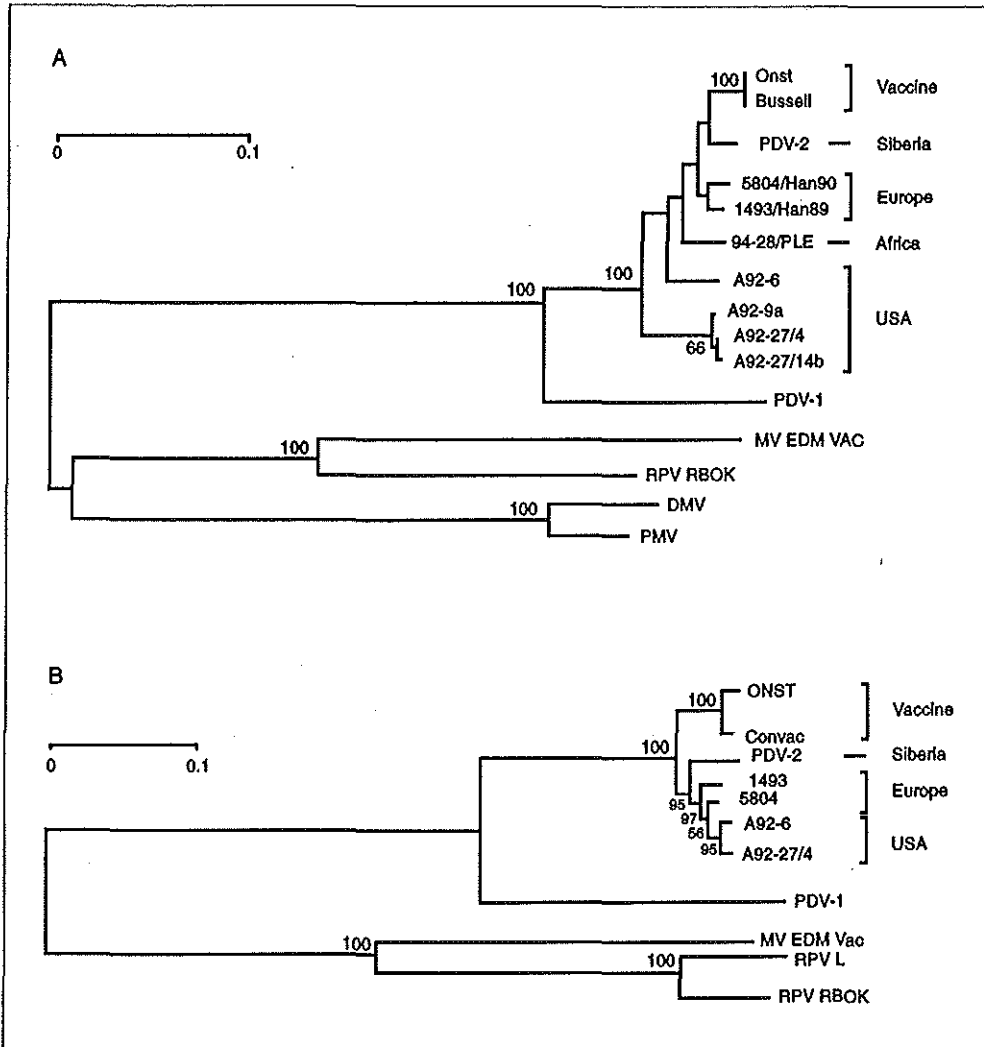 A
0 0.1
100 Onst
Bussell
Vaccine
PDV-2 Siberia
5804/Han90
1493/Han89
Europe
94-28/PLE Africa
100
100
A92-6
A92-9a
A92-27/4
66
A92-27/14b
USA
PDV-1
MV EDM VAC
100
RPV RBOK
DMV
100
PMV
B
0 0.1
100 ONST
Convac
Vaccine
100
PDV-2 Siberia
1493
5804
Europe
95
97
56
95
A92-6
A92-27/4
USA
PDV-1
100
MV EDM Vac
100
RPV L
RPV RBOK